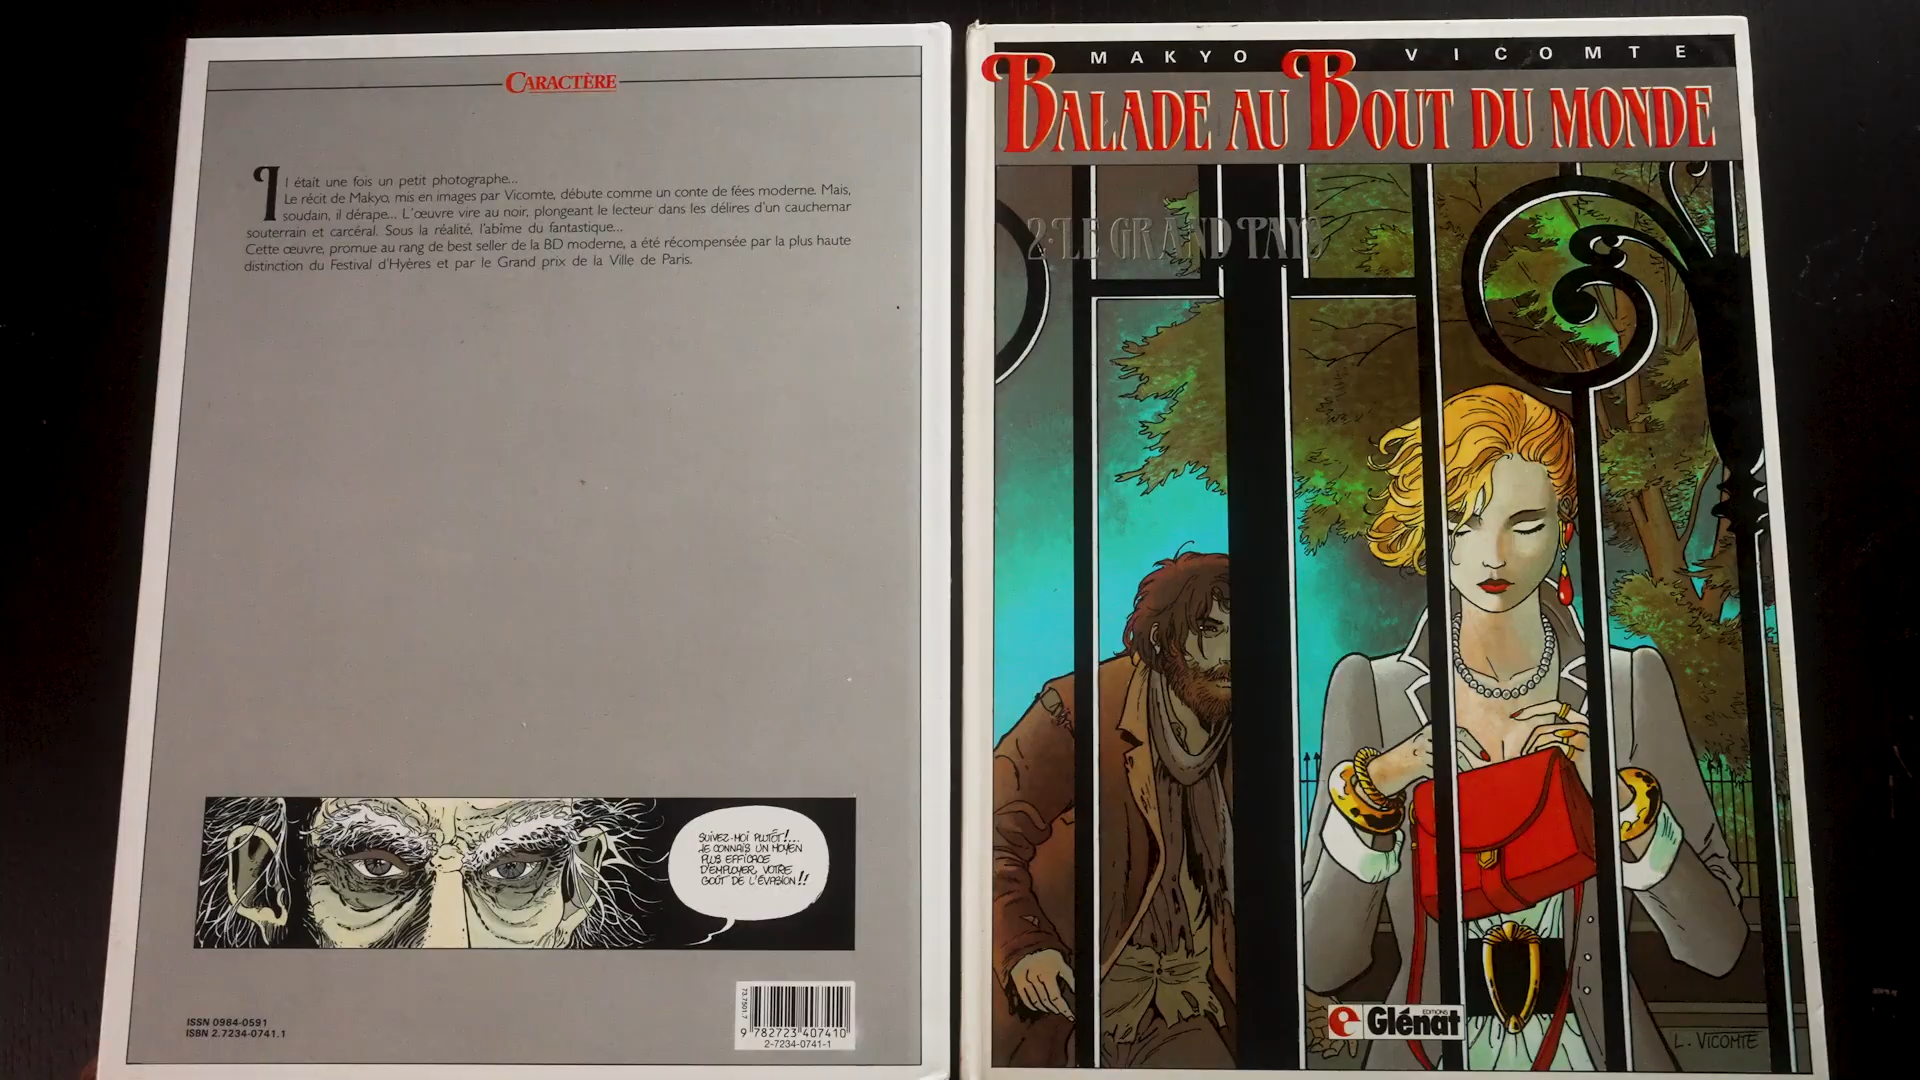 CARACTÈRE
Il était une fois un petit photographe...
Le récit de Makyo, mis en images par Vicomte, débute comme un conte de fées moderne. Mais,
soudain, il dérape... L'œuvre vire au noir, plongeant le lecteur dans les délires d'un cauchemar
souterrain et carcéral. Sous la réalité, l'abîme du fantastique...
Cette œuvre, promue au rang de best seller de la BD moderne, a été récompensée par la plus haute
distinction du Festival d'Hyères et par le Grand prix de la Ville de Paris.
SUIVEZ-MOI PLUTÔT!...
JE CONNAIS UN MOYEN
PLUS EFFICACE
D'EMPLOYER VOTRE
GOÛT DE L'ÉVASION!!
ISSN 0984-0591
ISBN 2.7234-0741.1
73.7501.7
9 782723 407410
2-7234-0741-1
MAKYO VICOMTE
BALADE AU BOUT DU MONDE
2: LE GRAND PAYS
EDITIONS
Glénat
L. VICOMTE